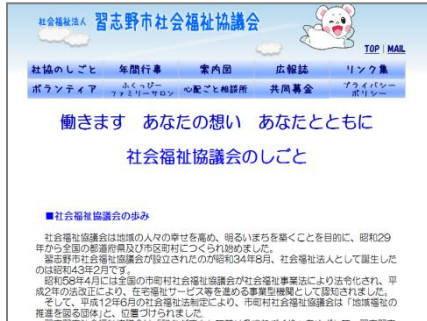 社会福祉法人 習志野市社会福祉協議会
TOP | MAIL
社協のしごと 年間行事 案内図 広報誌 リンク集
ボランティア ふくっぴーファミリーサロン 心配ごと相談所 共同募金 プライバシーポリシー
働きます あなたの想い あなたとともに
社会福祉協議会のしごと
■社会福祉協議会の歩み
社会福祉協議会は地域の人々の幸せを高め、明るいまちを築くことを目的に、昭和29
年から全国の都道府県及び市区町村につくられ始めました。
習志野市社会福祉協議会が設立されたのが昭和34年8月、社会福祉法人として誕生した
のは昭和43年2月です。
昭和58年4月には全国の市町村社会福祉協議会が社会福祉事業法により法令化され、平
成2年の法改正により、在宅福祉サービス等を進める事業型機関として認知されました。
そして、平成12年6月の社会福祉法制定により、市町村社会福祉協議会は「地域福祉の
推進を図る団体」と、位置づけられました。